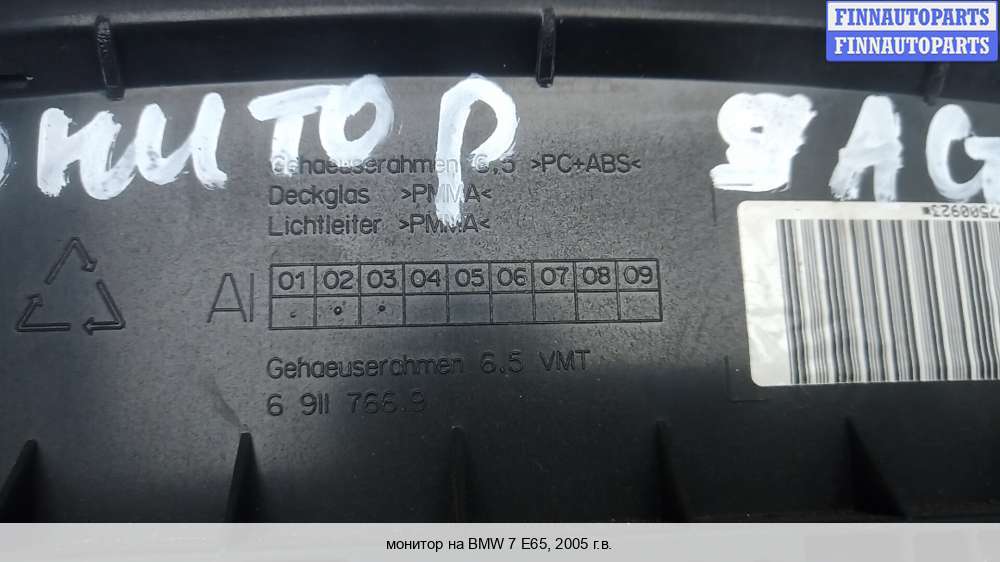 FINNAUTOPARTS
FINNAUTOPARTS
ОНИТОР
Gehaeuserahmen 6,5 >PC+ABS<
Deckglas >PMMA<
Lichtleiter >PMMA<
AI 01 02 03 04 05 06 07 08 09
Gehaeuserahmen 6.5 VMT
6 911 766.9
монитор на BMW 7 E65, 2005 г.в.